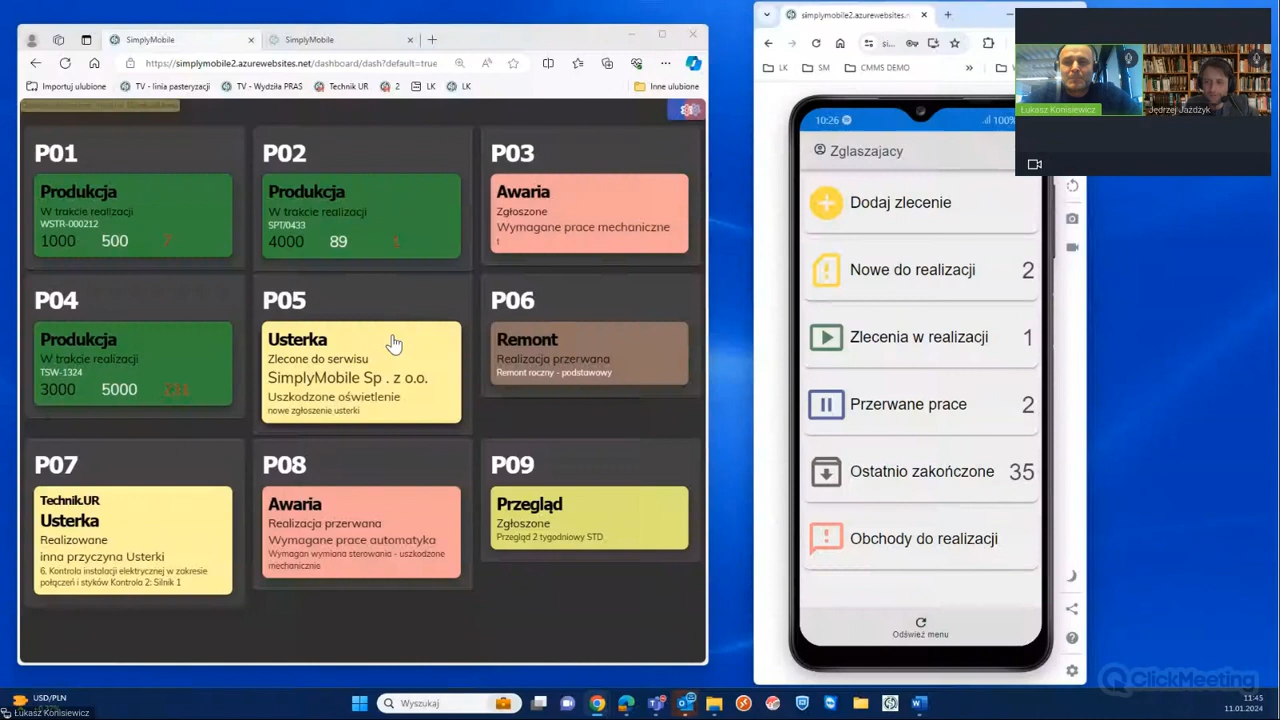 SimplyMobile
SimplyMobile
https://simplymobile2.azurewebsites.net/dashboard/dash?default=true
Importuj ulubione
TV - linia pasteryzacji
TV - Wydziła PRAS
Technik UR
2
LK
LK
Inne ulubione
P01
Produkcja
W trakcie realizacji
WSTR-000212
1000 500 7
P02
Produkcja
W trakcie realizacji
SPT/0433
4000 89 1
P03
Awaria
Zgłoszone
Wymagane prace mechaniczne
P04
Produkcja
W trakcie realizacji
TSW-1324
3000 5000
P05
Usterka
Zlecone do serwisu
SimplyMobile Sp . z o.o.
Uszkodzone oświetlenie
nowe zgłoszenie usterki
P06
Remont
Realizacja przerwana
Remont roczny - podstawowy
P07
Technik.UR
Usterka
Realizowane
inna przyczyna Usterki
6. Kontrola instalacji elektrycznej w zakresie
połączeń i styków Kontrola 2: Silnik 1
P08
Awaria
Realizacja przerwana
Wymagane prace automatyka
Wymagan wymiana sterowania - uszkodzone
mechanicznie
P09
Przegląd
Zgłoszone
Przegląd 2 tygodniowy STD
simplymobile2.azurewebsites.n
si...
LK
SM
CMMS DEMO
10:26
100%
Zglaszajacy
Dodaj zlecenie
Nowe do realizacji 2
Zlecenia w realizacji 1
Przerwane prace 2
Ostatnio zakończone 35
Obchody do realizacji
Odśwież menu
Łukasz Konisiewicz
Jędrzej Jażdżyk
ClickMeeting
USD/PLN
Łukasz Konisiewicz
Wyszukaj
11:45
11.01.2024